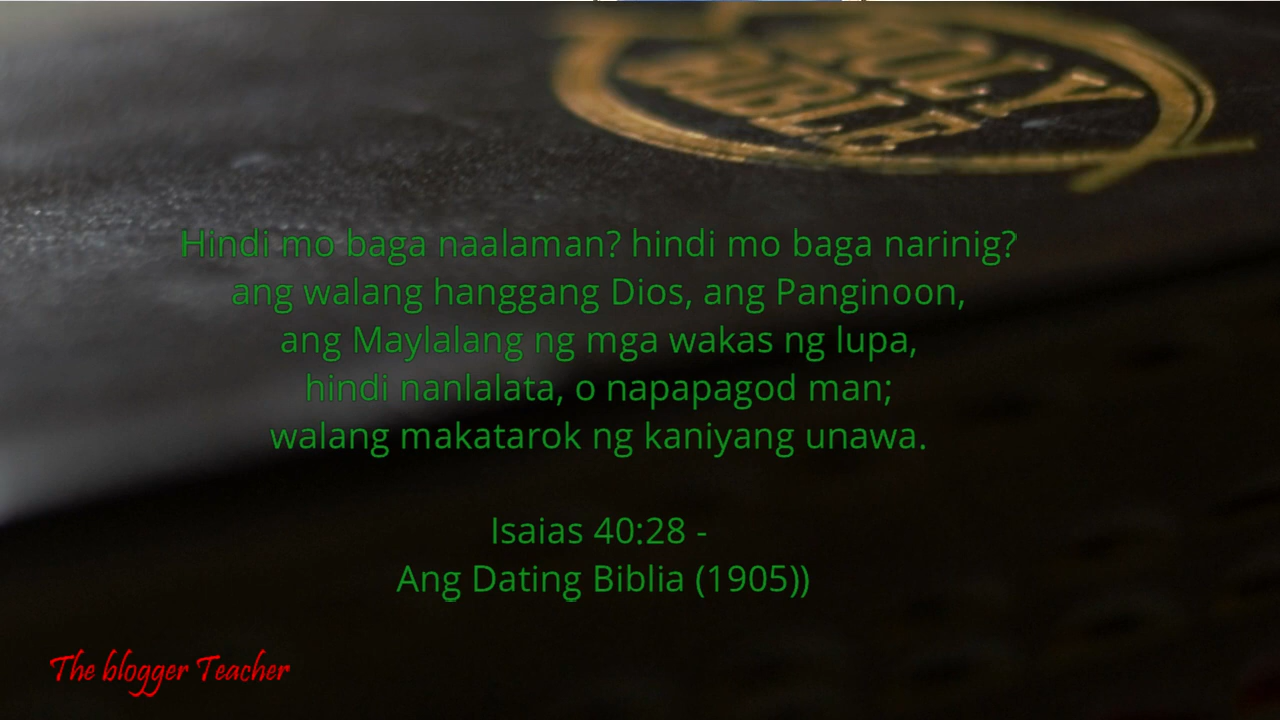 HOLY
BIBLE
Hindi mo baga naalaman? hindi mo baga narinig?
ang walang hanggang Dios, ang Panginoon,
ang Maylalang ng mga wakas ng lupa,
hindi nanlalata, o napapagod man;
walang makatarok ng kaniyang unawa.
Isaias 40:28 -
Ang Dating Biblia (1905))
The blogger Teacher